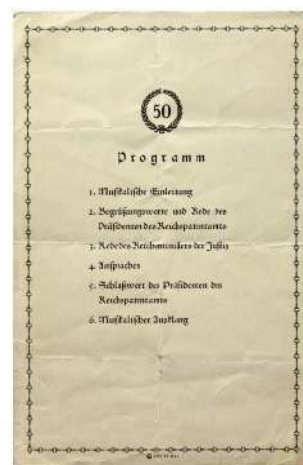 50
Programm
1. Musikalische Einleitung
2. Begrüßungsworte und Rede des
Präsidenten des Reichspatentamts
3. Rede des Reichsministers der Justiz
4. Ansprachen
5. Schlußwort des Präsidenten des
Reichspatentamts
6. Musikalischer Ausklang